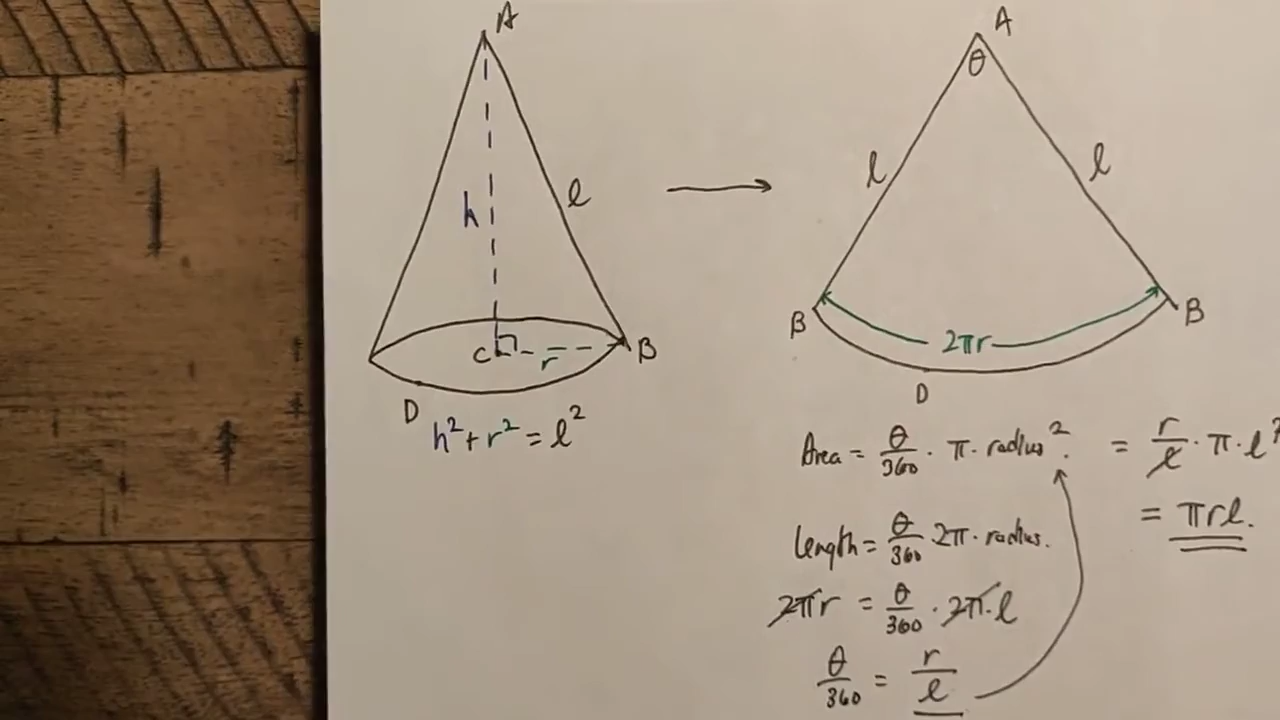 A
h
l
C
r
B
D
h² + r² = l²
A
θ
l
l
B
B
2πr
D
Area = θ/360 · π · radius². = r/l · π · l²
= πrl.
length = θ/360 2π · radius.
2πr = θ/360 · 2π · l
θ/360 = r/l